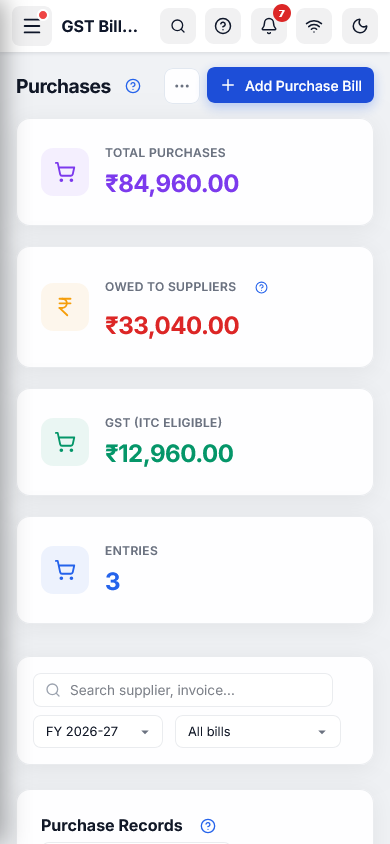 GST Bill...
7
Purchases
Add Purchase Bill
TOTAL PURCHASES
₹84,960.00
OWED TO SUPPLIERS
₹33,040.00
GST (ITC ELIGIBLE)
₹12,960.00
ENTRIES
3
Search supplier, invoice...
FY 2026-27
All bills
Purchase Records